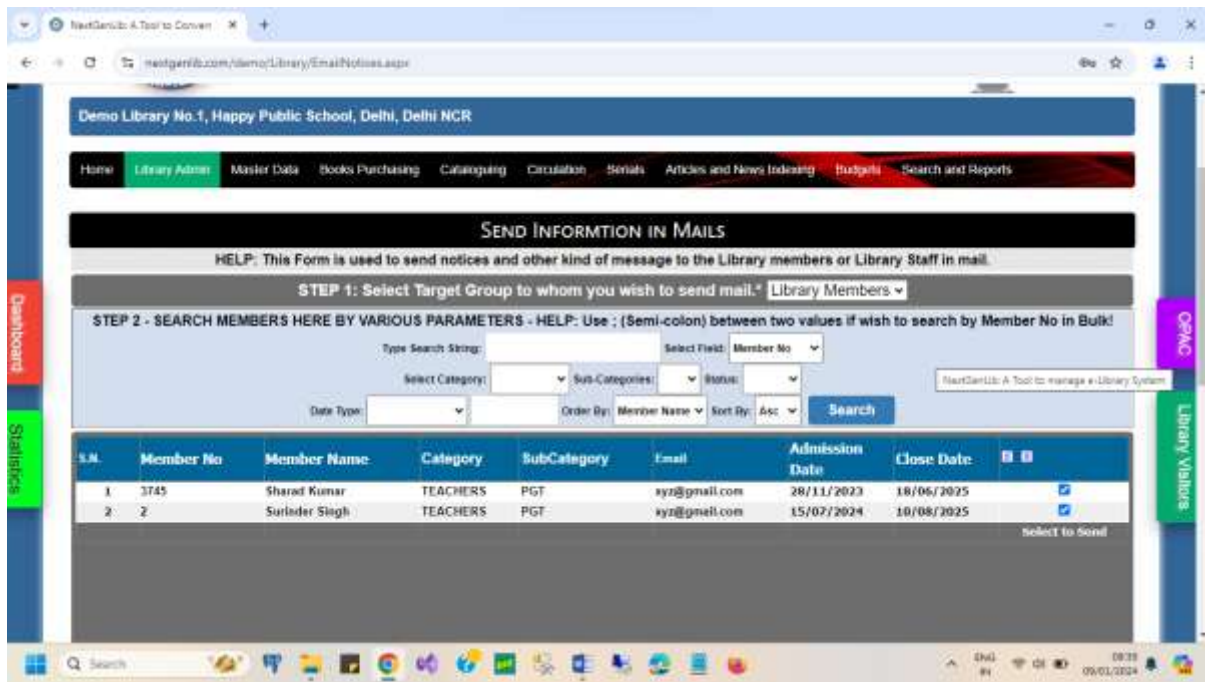 NextGenLib: A Tool to Conver
nextgenlib.com/demo/Library/EmailNotices.aspx
Demo Library No.1, Happy Public School, Delhi, Delhi NCR
Home Library Admin Master Data Books Purchasing Cataloguing Circulation Serials Articles and News Indexing Budgets Search and Reports
SEND INFORMTION IN MAILS
HELP: This Form is used to send notices and other kind of message to the Library members or Library Staff in mail.
STEP 1: Select Target Group to whom you wish to send mail.* Library Members
STEP 2 - SEARCH MEMBERS HERE BY VARIOUS PARAMETERS - HELP: Use ; (Semi-colon) between two values if wish to search by Member No in Bulk!
Type Search String: Select Field: Member No
Select Category: Sub-Categories: Status:
Date Type: Order By: Member Name Sort By: Asc Search
Dashboard
Statistics
OPAC
NextGenLib: A Tool to manage e-Library System
Library Visitors
S.N. Member No Member Name Category SubCategory Email Admission Date Close Date
1 3745 Sharad Kumar TEACHERS PGT xyz@gmail.com 28/11/2023 18/06/2025
2 2 Surinder Singh TEACHERS PGT xyz@gmail.com 15/07/2024 10/08/2025
Select to Send
Search
ENG
IN